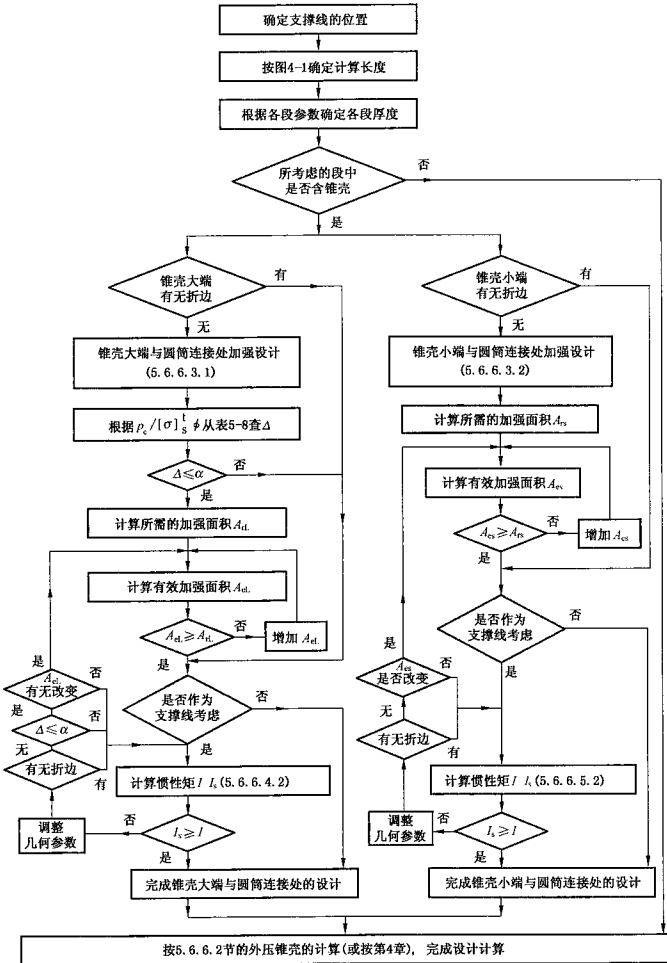 确定支撑线的位置
按图4-1确定计算长度
根据各段参数确定各段厚度
所考虑的段中
是否含锥壳
否
是
锥壳大端
有无折边
有
无
锥壳大端与圆筒连接处加强设计
(5.6.6.3.1)
根据 pc/[σ]ts φ从表5-8查Δ
Δ≤α
否
是
计算所需的加强面积ArL
计算有效加强面积AeL
AeL≥ArL
否
增加 AeL
是
是否作为
支撑线考虑
否
是
是
AeL
有无改变
否
是
Δ≤α
否
无
有无折边
有
计算惯性矩I Is(5.6.6.4.2)
调整
几何参数
否
Is≥I
是
完成锥壳大端与圆筒连接处的设计
锥壳小端
有无折边
有
无
锥壳小端与圆筒连接处加强设计
(5.6.6.3.2)
计算所需的加强面积Ars
计算有效加强面积Aes
Aes≥Ars
否
增加 Aes
是
是否作为
支撑线考虑
否
是
是
Aes
是否改变
否
无
有无折边
有
计算惯性矩I Is(5.6.6.5.2)
调整
几何参数
否
Is≥I
是
完成锥壳小端与圆筒连接处的设计
按5.6.6.2节的外压锥壳的计算(或按第4章)，完成设计计算